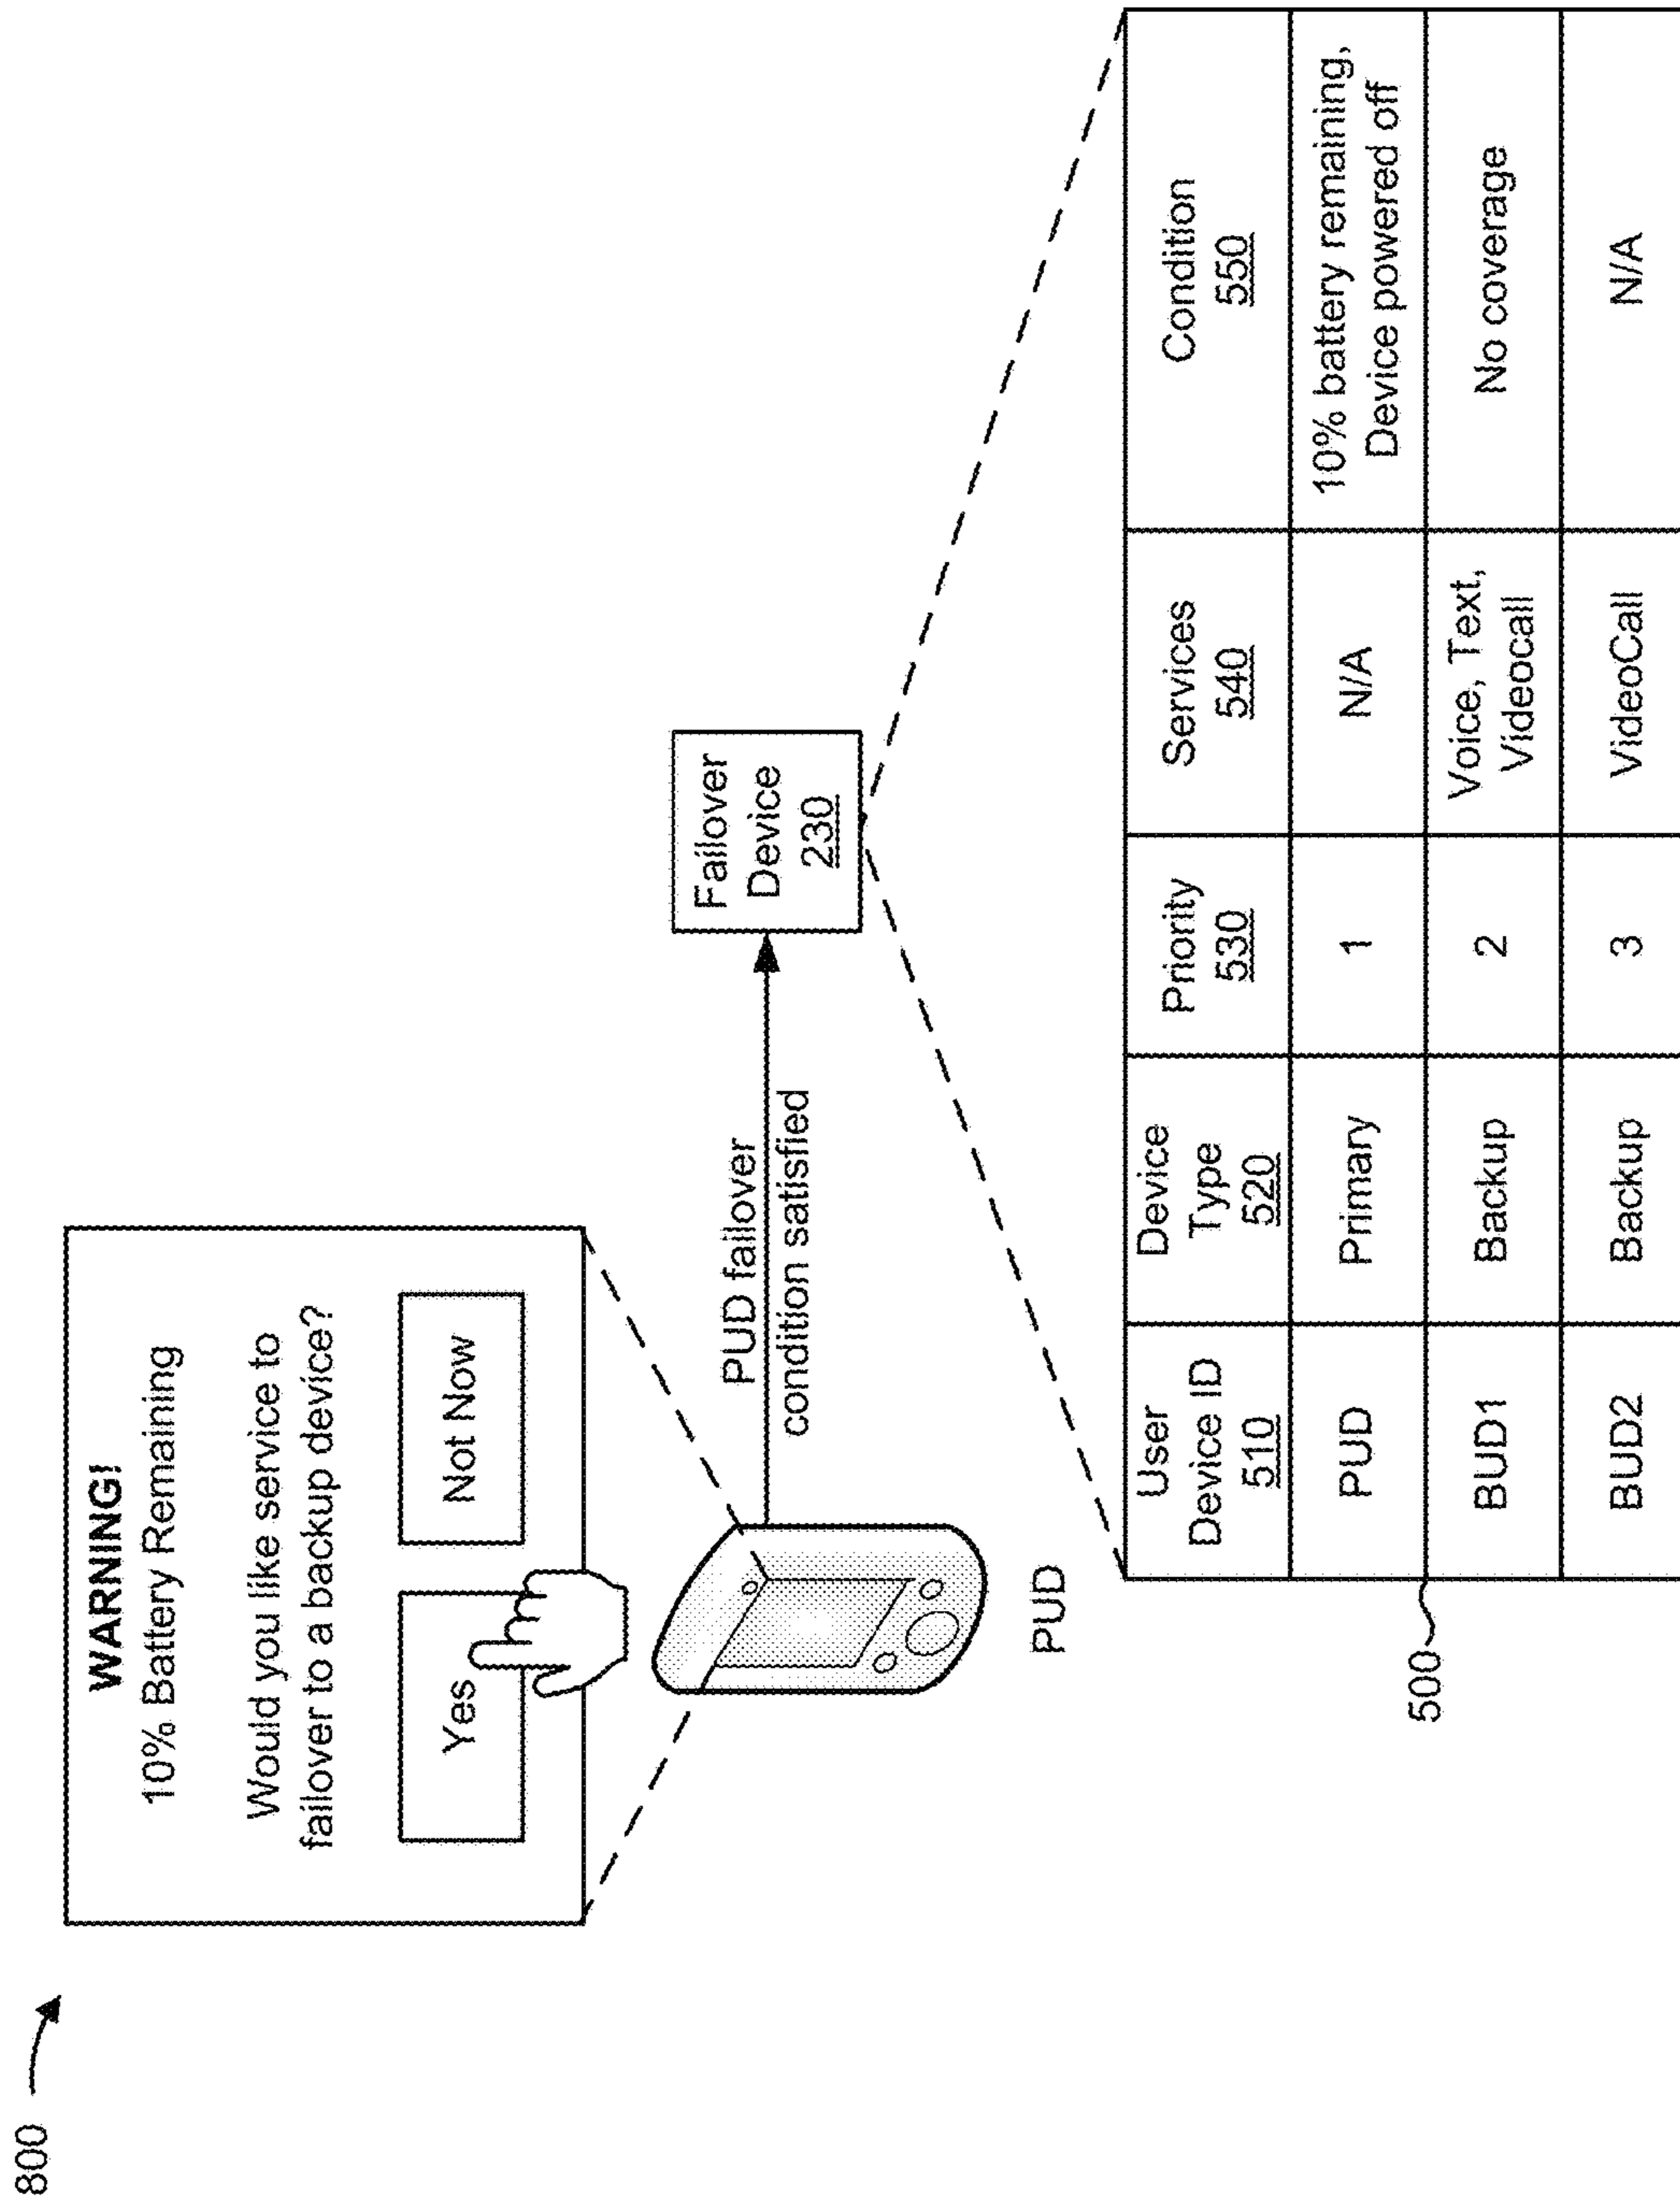 800
WARNING!
10% Battery Remaining
Would you like service to
failover to a backup device?
Yes
Not Now
PUD
PUD failover
condition satisfied
Failover
Device
230
500
User
Device ID
510
Device
Type
520
Priority
530
Services
540
Condition
550
PUD
Primary
1
N/A
10% battery remaining,
Device powered off
BUD1
Backup
2
Voice, Text,
Videocall
No coverage
BUD2
Backup
3
VideoCall
N/A